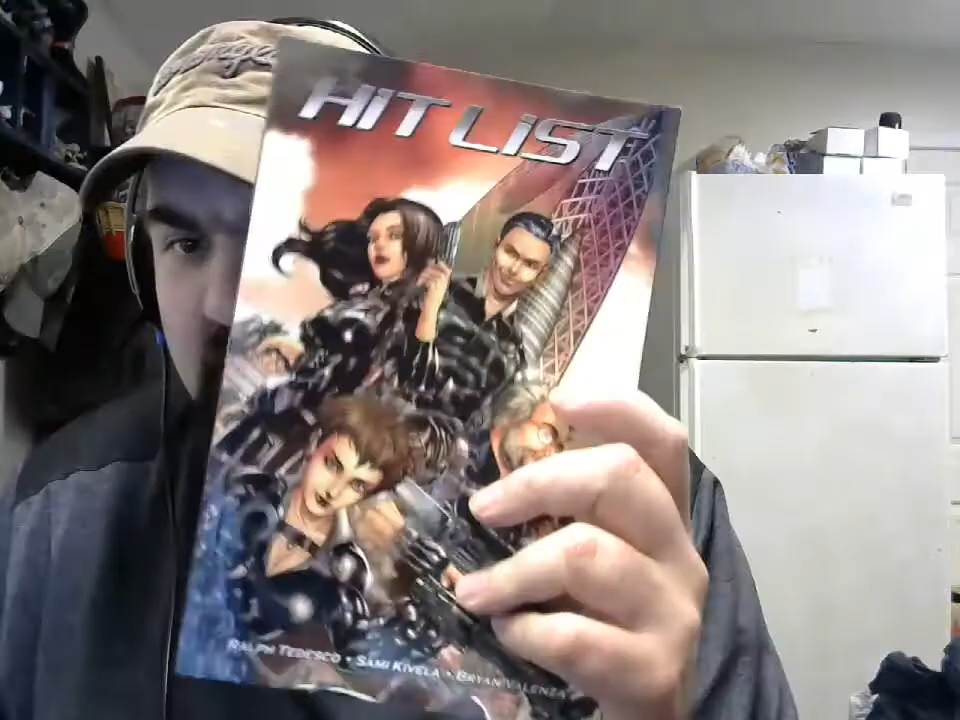 HIT LIST
RALPH TEDESCO • SAMI KIVELA • BRYAN VALENZA